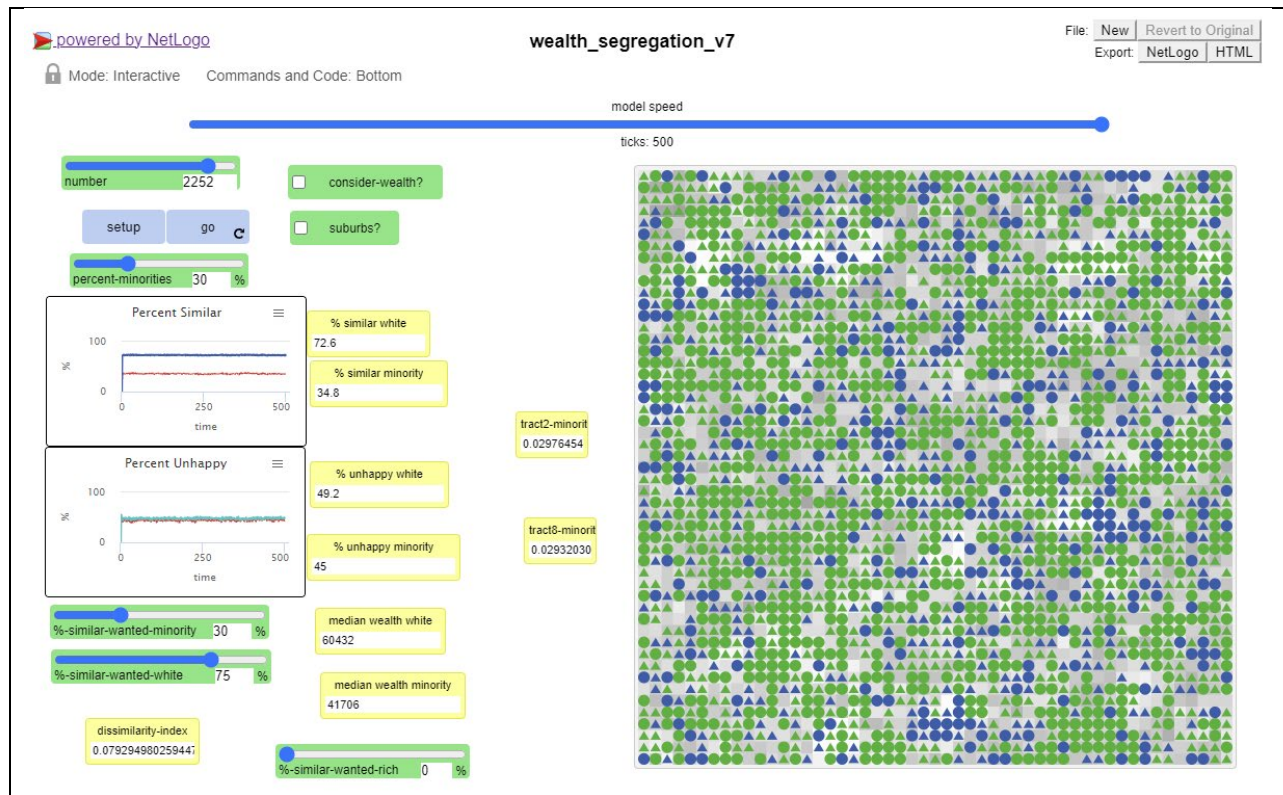 powered by NetLogo
wealth_segregation_v7
File: New Revert to Original
Export: NetLogo HTML
Mode: Interactive Commands and Code: Bottom
model speed
ticks: 500
number 2252
consider-wealth?
setup go
suburbs?
percent-minorities 30 %
Percent Similar
100
%
0
0 250 500
time
% similar white
72.6
% similar minority
34.8
tract2-minorit
0.02976454
Percent Unhappy
100
%
0
0 250 500
time
% unhappy white
49.2
% unhappy minority
45
tract8-minorit
0.02932030
%-similar-wanted-minority 30 %
%-similar-wanted-white 75 %
median wealth white
60432
median wealth minority
41706
dissimilarity-index
0.079294980259447
%-similar-wanted-rich 0 %